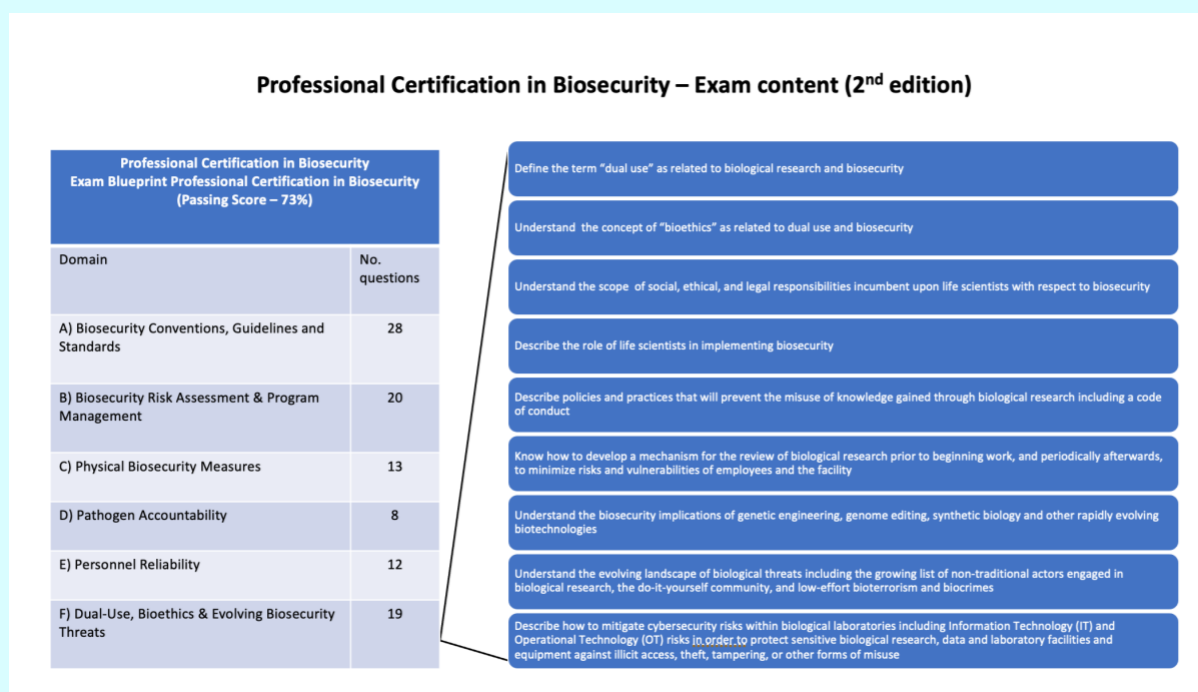 Professional Certification in Biosecurity – Exam content (2nd edition)
Professional Certification in Biosecurity
Exam Blueprint Professional Certification in Biosecurity
(Passing Score – 73%)
Domain
No.
questions
A) Biosecurity Conventions, Guidelines and
Standards
28
B) Biosecurity Risk Assessment & Program
Management
20
C) Physical Biosecurity Measures
13
D) Pathogen Accountability
8
E) Personnel Reliability
12
F) Dual-Use, Bioethics & Evolving Biosecurity
Threats
19
Define the term “dual use” as related to biological research and biosecurity
Understand the concept of “bioethics” as related to dual use and biosecurity
Understand the scope of social, ethical, and legal responsibilities incumbent upon life scientists with respect to biosecurity
Describe the role of life scientists in implementing biosecurity
Describe policies and practices that will prevent the misuse of knowledge gained through biological research including a code
of conduct
Know how to develop a mechanism for the review of biological research prior to beginning work, and periodically afterwards,
to minimize risks and vulnerabilities of employees and the facility
Understand the biosecurity implications of genetic engineering, genome editing, synthetic biology and other rapidly evolving
biotechnologies
Understand the evolving landscape of biological threats including the growing list of non-traditional actors engaged in
biological research, the do-it-yourself community, and low-effort bioterrorism and biocrimes
Describe how to mitigate cybersecurity risks within biological laboratories including Information Technology (IT) and
Operational Technology (OT) risks in order to protect sensitive biological research, data and laboratory facilities and
equipment against illicit access, theft, tampering, or other forms of misuse